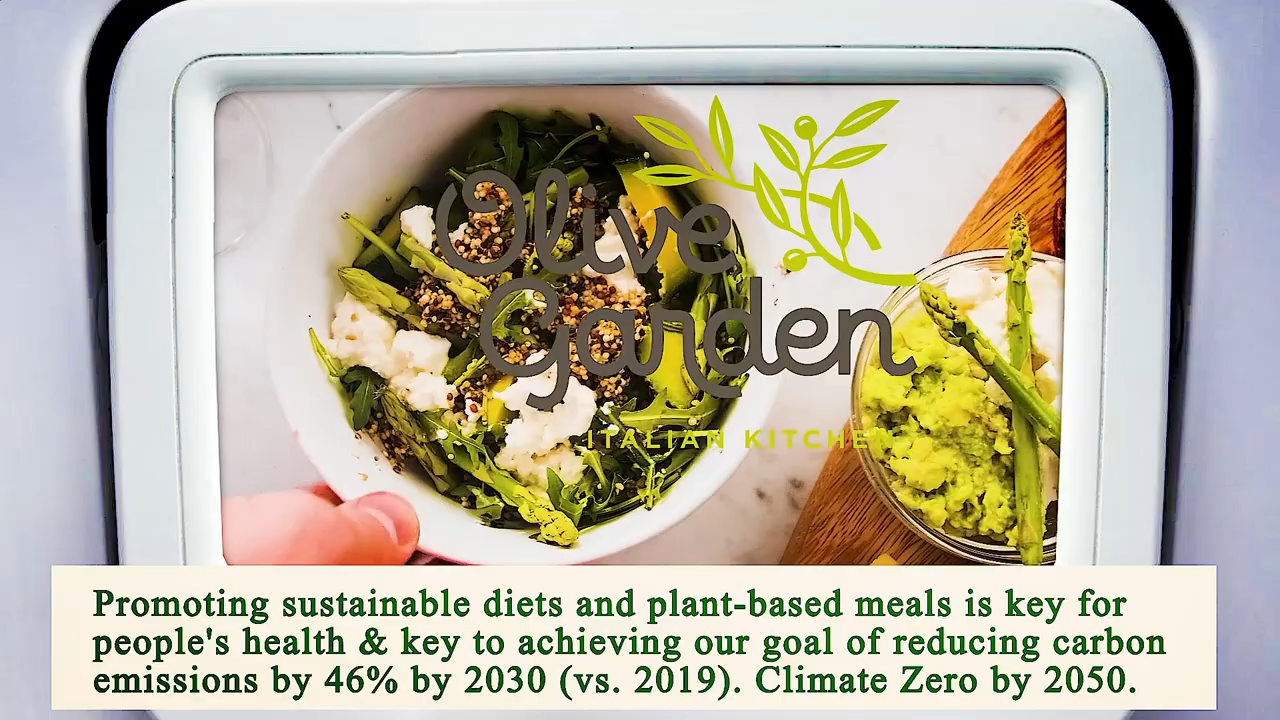 Olive
Garden
ITALIAN KITCHEN
Promoting sustainable diets and plant-based meals is key for
people's health & key to achieving our goal of reducing carbon
emissions by 46% by 2030 (vs. 2019). Climate Zero by 2050.